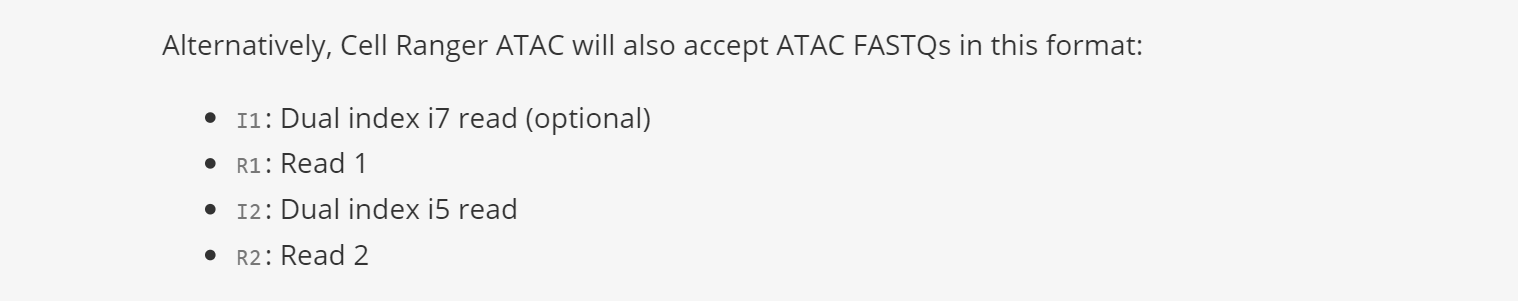 Alternatively, Cell Ranger ATAC will also accept ATAC FASTQs in this format:
• I1: Dual index i7 read (optional)
• R1: Read 1
• I2: Dual index i5 read
• R2: Read 2